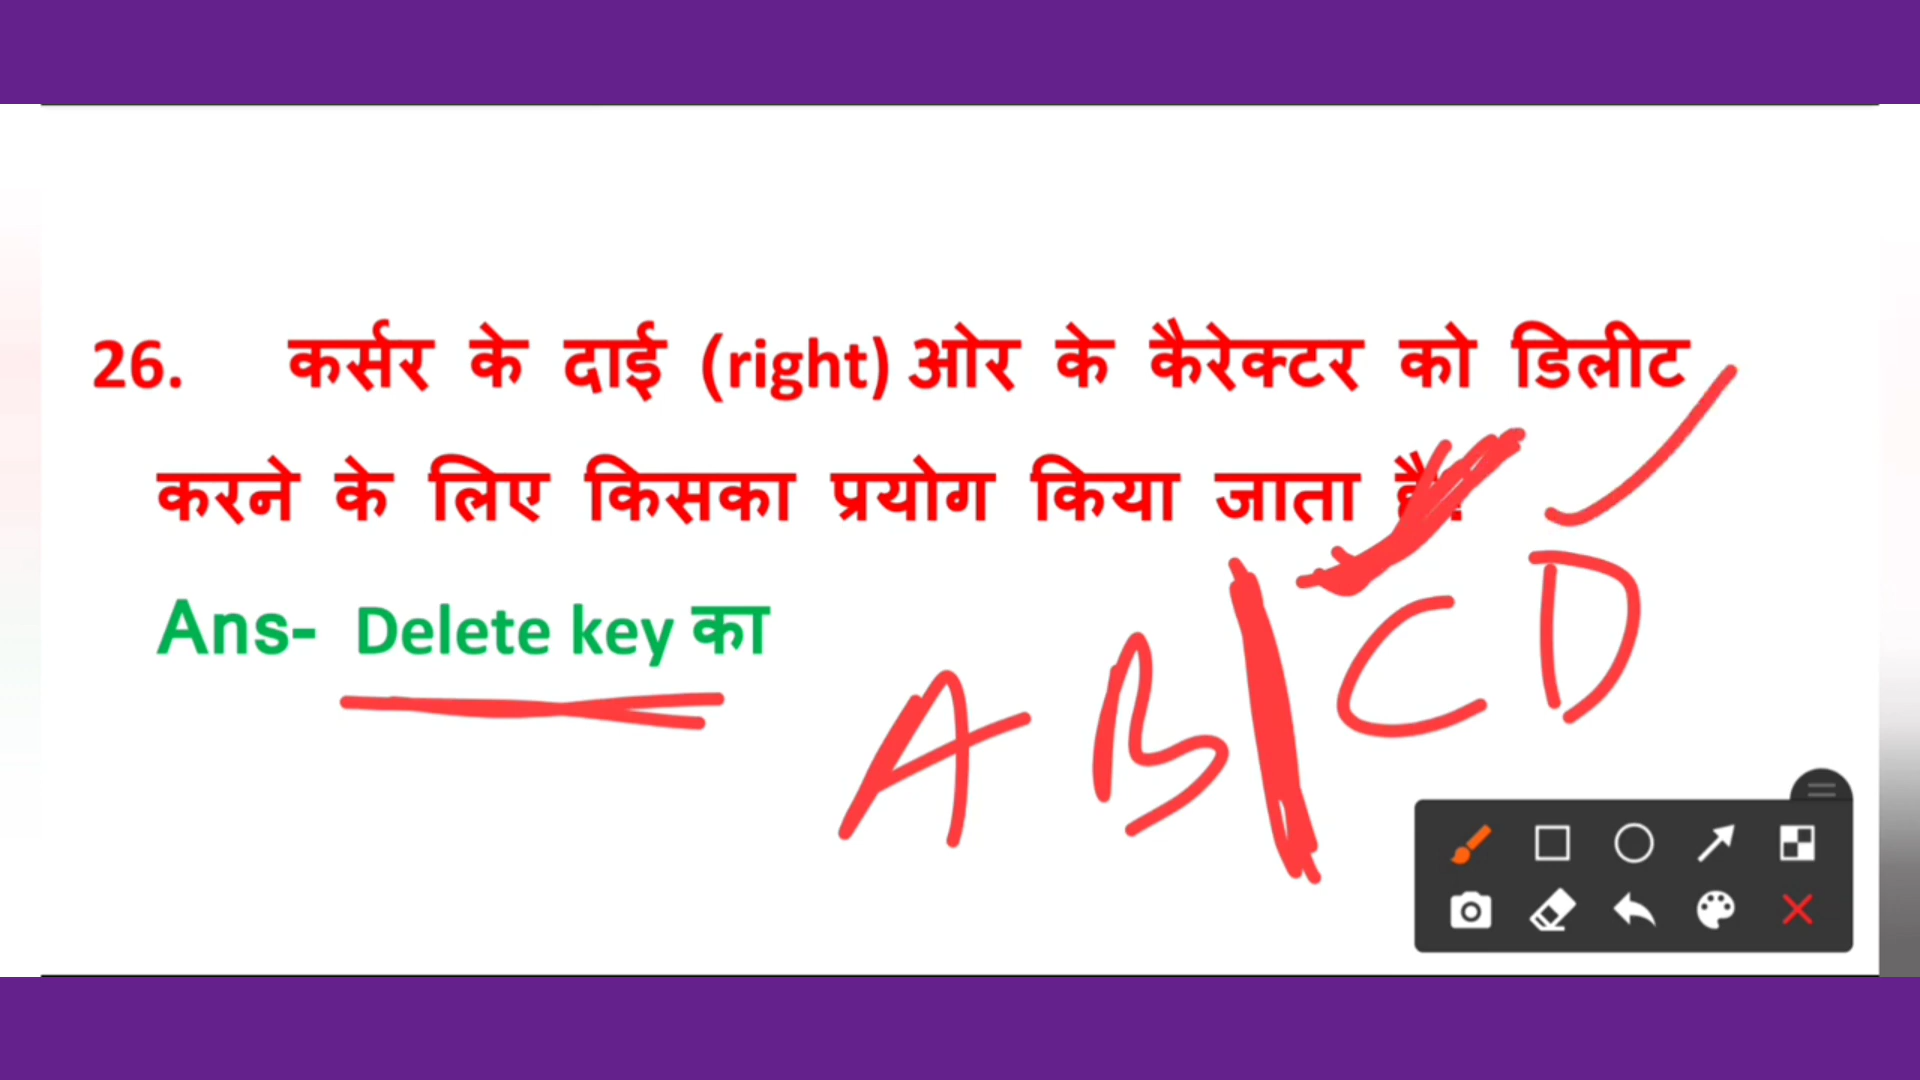 26. कर्सर के दाई (right) ओर के कैरेक्टर को डिलीट
करने के लिए किसका प्रयोग किया जाता है?
Ans- Delete key का
A B | C D